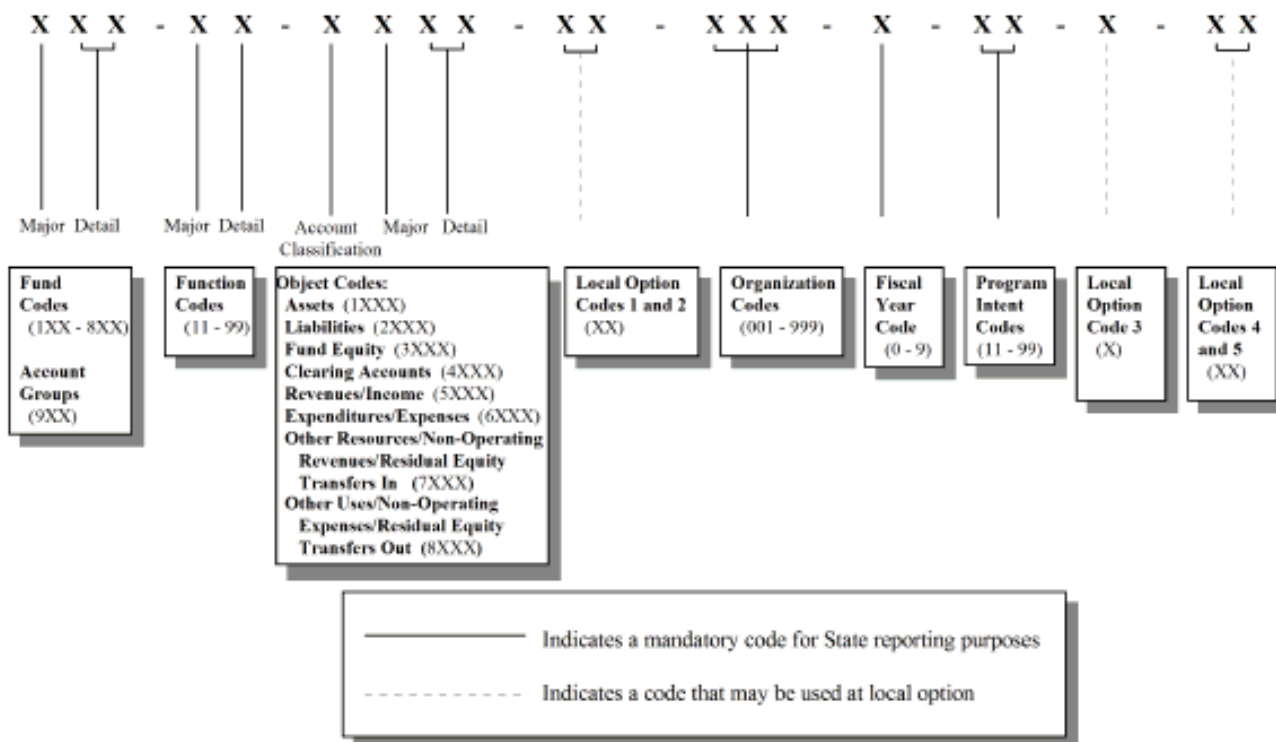 X X X - X X - X X X X - X X - X X X - X - X X - X - X X
Major Detail Major Detail Account Classification Major Detail
Fund
Codes
(1XX - 8XX)
Account
Groups
(9XX)
Function
Codes
(11 - 99)
Object Codes:
Assets (1XXX)
Liabilities (2XXX)
Fund Equity (3XXX)
Clearing Accounts (4XXX)
Revenues/Income (5XXX)
Expenditures/Expenses (6XXX)
Other Resources/Non-Operating
Revenues/Residual Equity
Transfers In (7XXX)
Other Uses/Non-Operating
Expenses/Residual Equity
Transfers Out (8XXX)
Local Option
Codes 1 and 2
(XX)
Organization
Codes
(001 - 999)
Fiscal
Year
Code
(0 - 9)
Program
Intent
Codes
(11 - 99)
Local
Option
Code 3
(X)
Local
Option
Codes 4
and 5
(XX)
Indicates a mandatory code for State reporting purposes
Indicates a code that may be used at local option